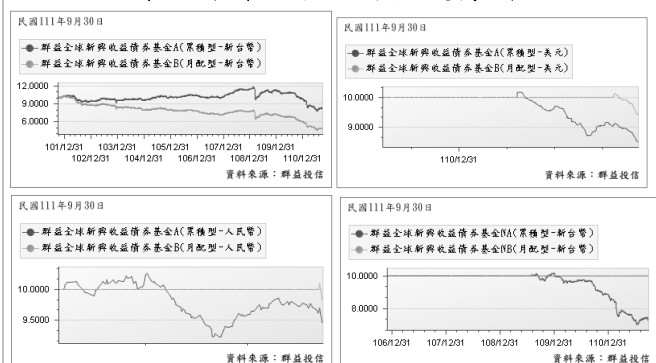 民國111年9月30日
群益全球新興收益債券基金A(累積型-新台幣)
群益全球新興收益債券基金B(月配型-新台幣)
12.0000
9.0000
6.0000
101/12/31 103/12/31 105/12/31 107/12/31 109/12/31
102/12/31 104/12/31 106/12/31 108/12/31 110/12/31
資料來源：群益投信
民國111年9月30日
群益全球新興收益債券基金A(累積型-美元)
群益全球新興收益債券基金B(月配型-美元)
10.0000
9.0000
110/12/31
資料來源：群益投信
民國111年9月30日
群益全球新興收益債券基金A(累積型-人民幣)
群益全球新興收益債券基金B(月配型-人民幣)
10.0000
9.5000
資料來源：群益投信
民國111年9月30日
群益全球新興收益債券基金NA(累積型-新台幣)
群益全球新興收益債券基金NB(月配型-新台幣)
10.0000
8.0000
106/12/31 107/12/31 108/12/31 109/12/31 110/12/31
資料來源：群益投信